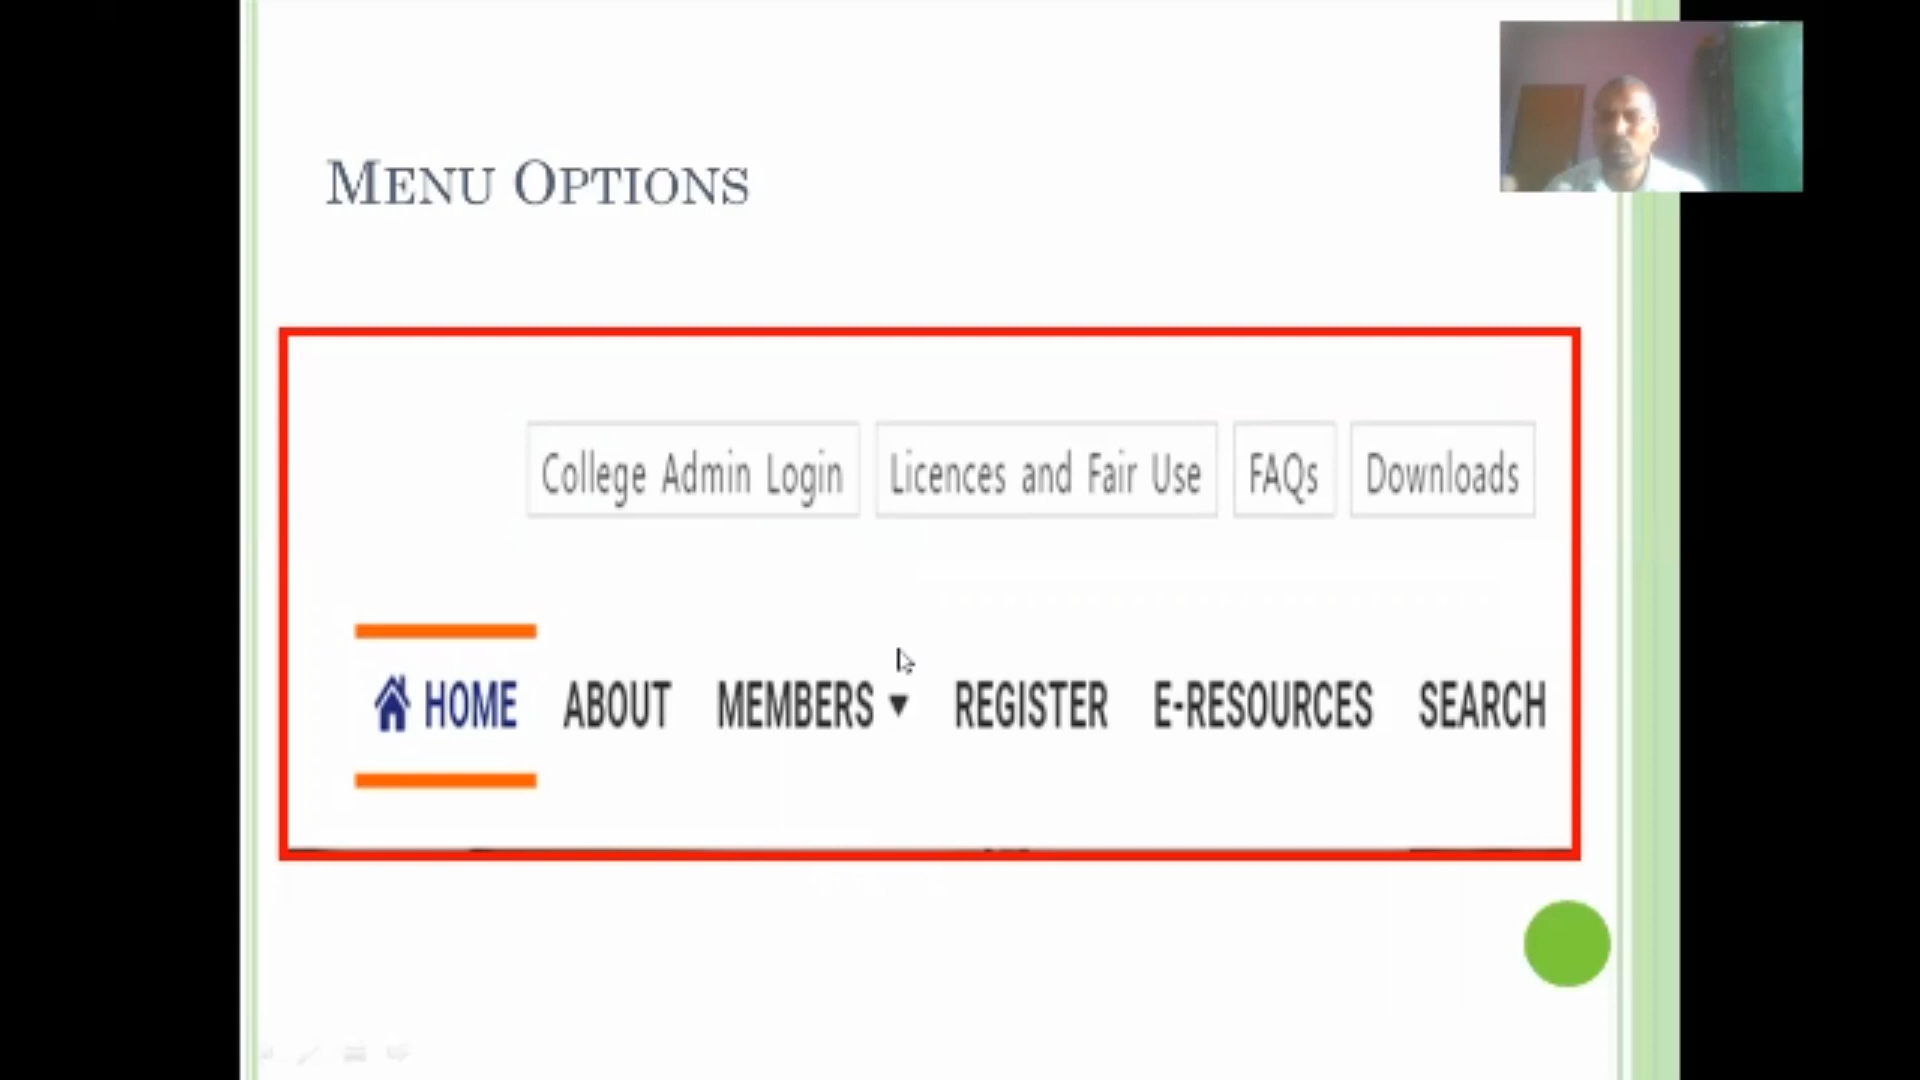 MENU OPTIONS
College Admin Login Licences and Fair Use FAQs Downloads
HOME ABOUT MEMBERS ▼ REGISTER E-RESOURCES SEARCH